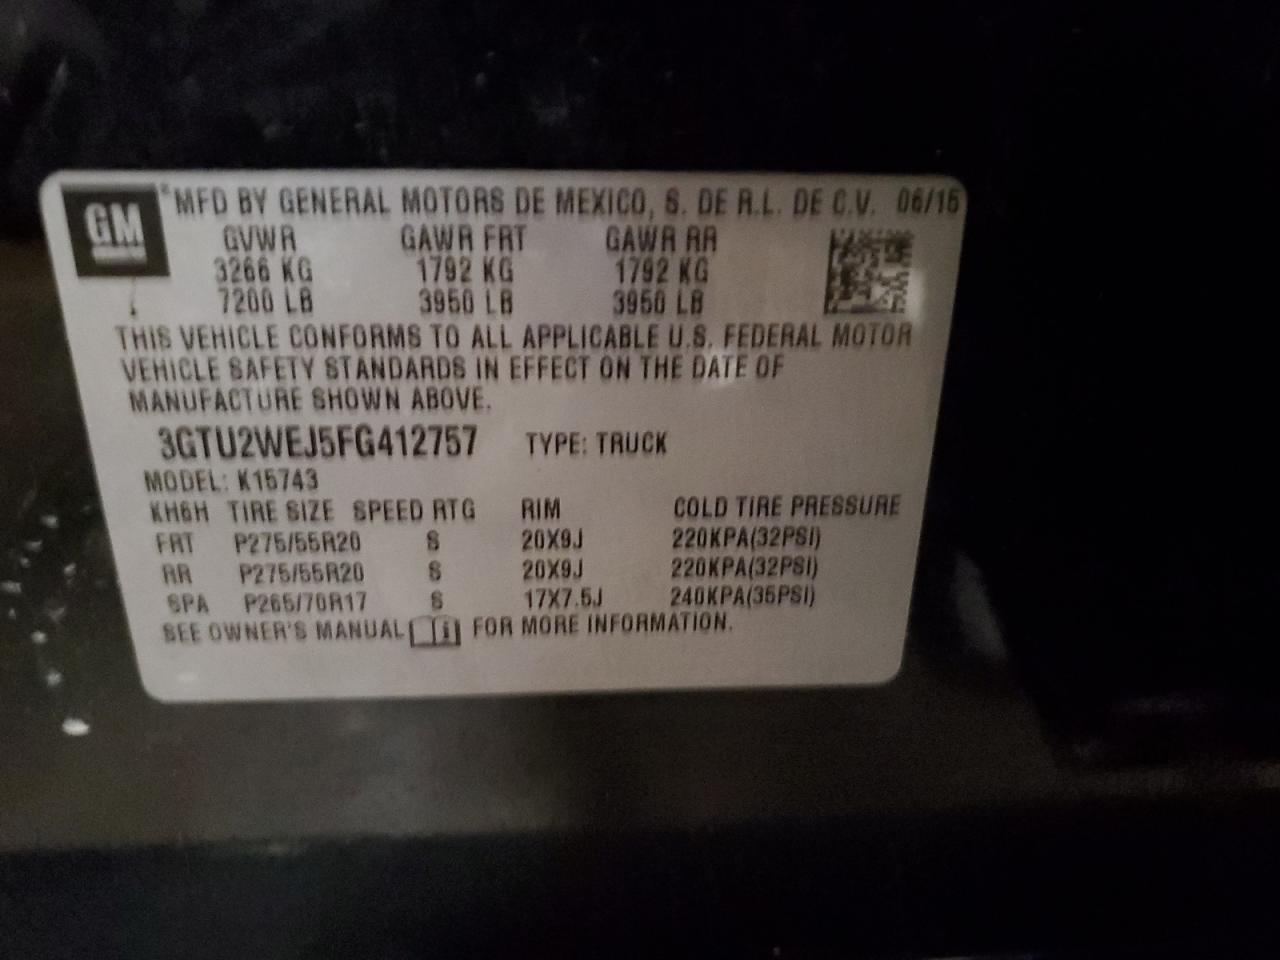 GM
® MFD BY GENERAL MOTORS DE MEXICO, S. DE R.L. DE C.V. 06/15
GVWR GAWR FRT GAWR RR
3266 KG 1792 KG 1792 KG
7200 LB 3950 LB 3950 LB
THIS VEHICLE CONFORMS TO ALL APPLICABLE U.S. FEDERAL MOTOR
VEHICLE SAFETY STANDARDS IN EFFECT ON THE DATE OF
MANUFACTURE SHOWN ABOVE.
3GTU2WEJ5FG412757 TYPE: TRUCK
MODEL: K15743
KH6H TIRE SIZE SPEED RTG RIM COLD TIRE PRESSURE
FRT P275/55R20 S 20X9J 220KPA(32PSI)
RR P275/55R20 S 20X9J 220KPA(32PSI)
SPA P265/70R17 S 17X7.5J 240KPA(35PSI)
SEE OWNER'S MANUAL FOR MORE INFORMATION.